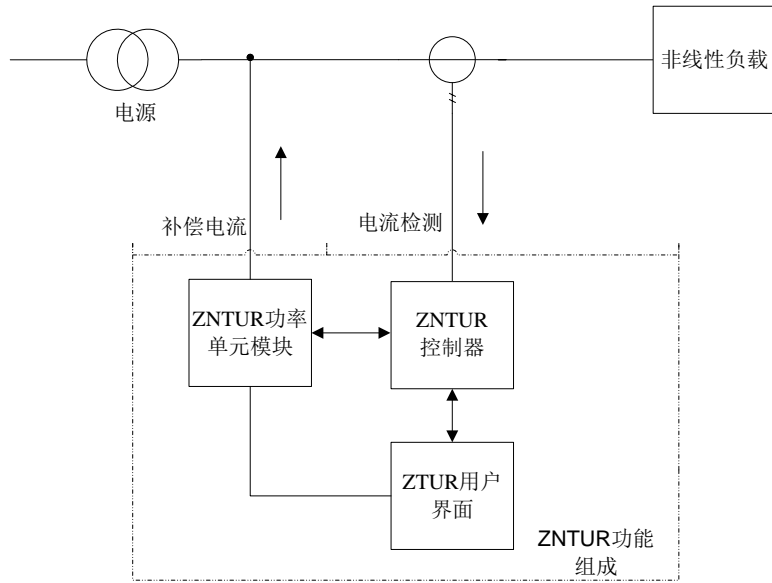 非线性负载
电源
补偿电流
电流检测
ZNTUR功率
单元模块
ZNTUR
控制器
ZTUR用户
界面
ZNTUR功能
组成